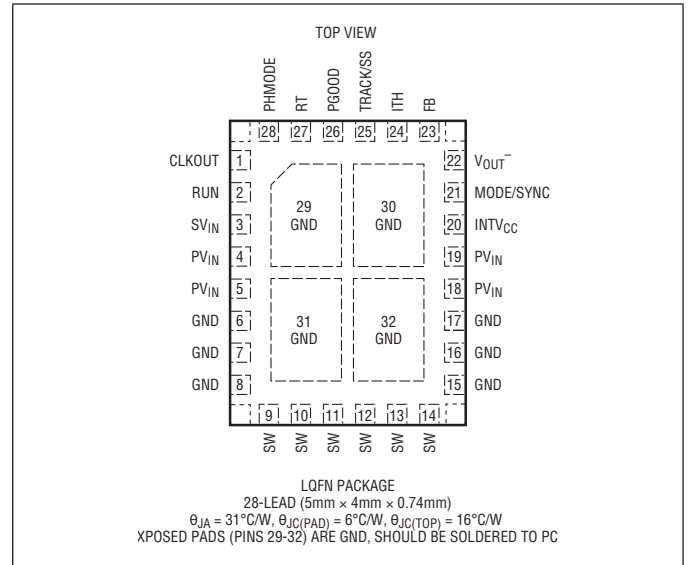 TOP VIEW
PHMODE
RT
PGOOD
TRACK/SS
ITH
FB
28 27 26 25 24 23
CLKOUT 1
RUN 2
SVIN 3
PVIN 4
PVIN 5
GND 6
GND 7
GND 8
29
GND
30
GND
31
GND
32
GND
22 VOUT–
21 MODE/SYNC
20 INTVCC
19 PVIN
18 PVIN
17 GND
16 GND
15 GND
9 10 11 12 13 14
SW
SW
SW
SW
SW
SW
LQFN PACKAGE
28-LEAD (5mm × 4mm × 0.74mm)
θJA = 31°C/W, θJC(PAD) = 6°C/W, θJC(TOP) = 16°C/W
XPOSED PADS (PINS 29-32) ARE GND, SHOULD BE SOLDERED TO PC